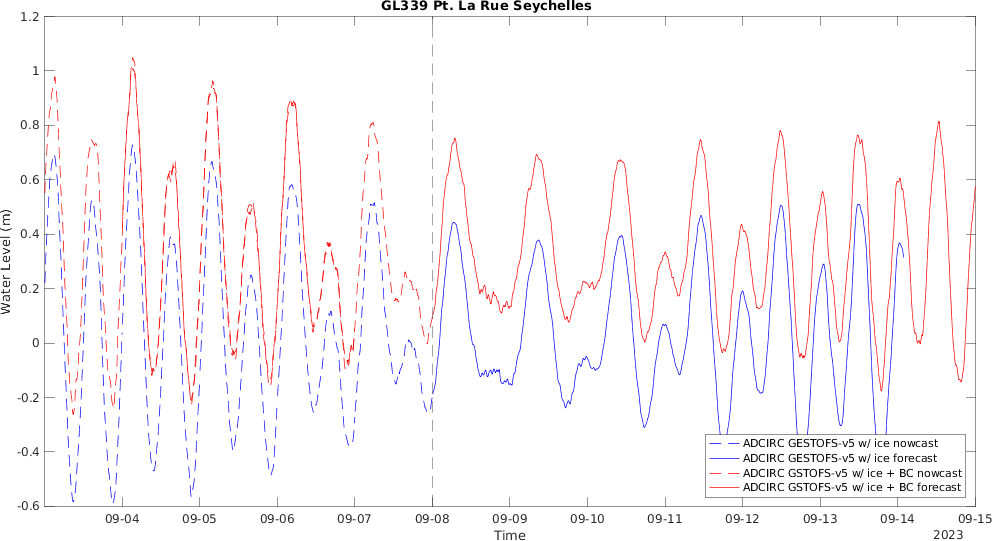 GL339 Pt. La Rue Seychelles
1.2
1
0.8
0.6
0.4
0.2
0
-0.2
-0.4
-0.6
Water Level (m)
ADCIRC GESTOFS-v5 w/ ice nowcast
ADCIRC GESTOFS-v5 w/ ice forecast
ADCIRC GSTOFS-v5 w/ ice + BC nowcast
ADCIRC GSTOFS-v5 w/ ice + BC forecast
09-04 09-05 09-06 09-07 09-08 09-09 09-10 09-11 09-12 09-13 09-14 09-15
Time
2023